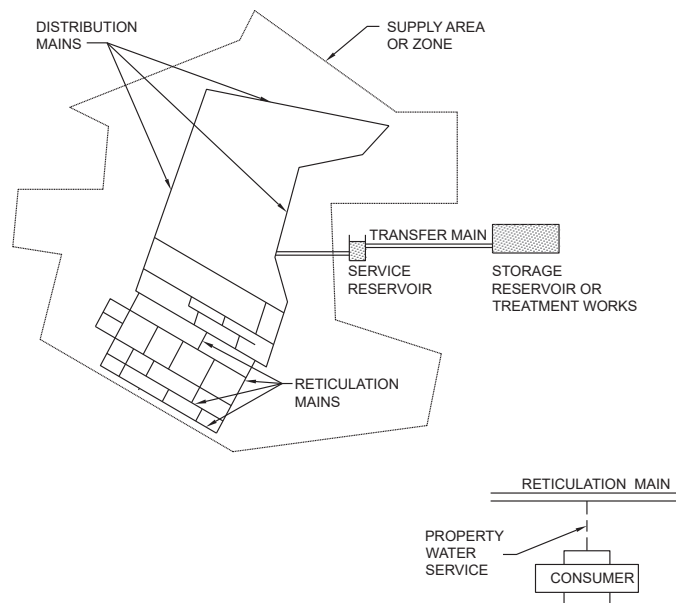 DISTRIBUTION
MAINS
SUPPLY AREA
OR ZONE
TRANSFER MAIN
SERVICE
RESERVOIR
STORAGE
RESERVOIR OR
TREATMENT WORKS
RETICULATION
MAINS
RETICULATION MAIN
PROPERTY
WATER
SERVICE
CONSUMER